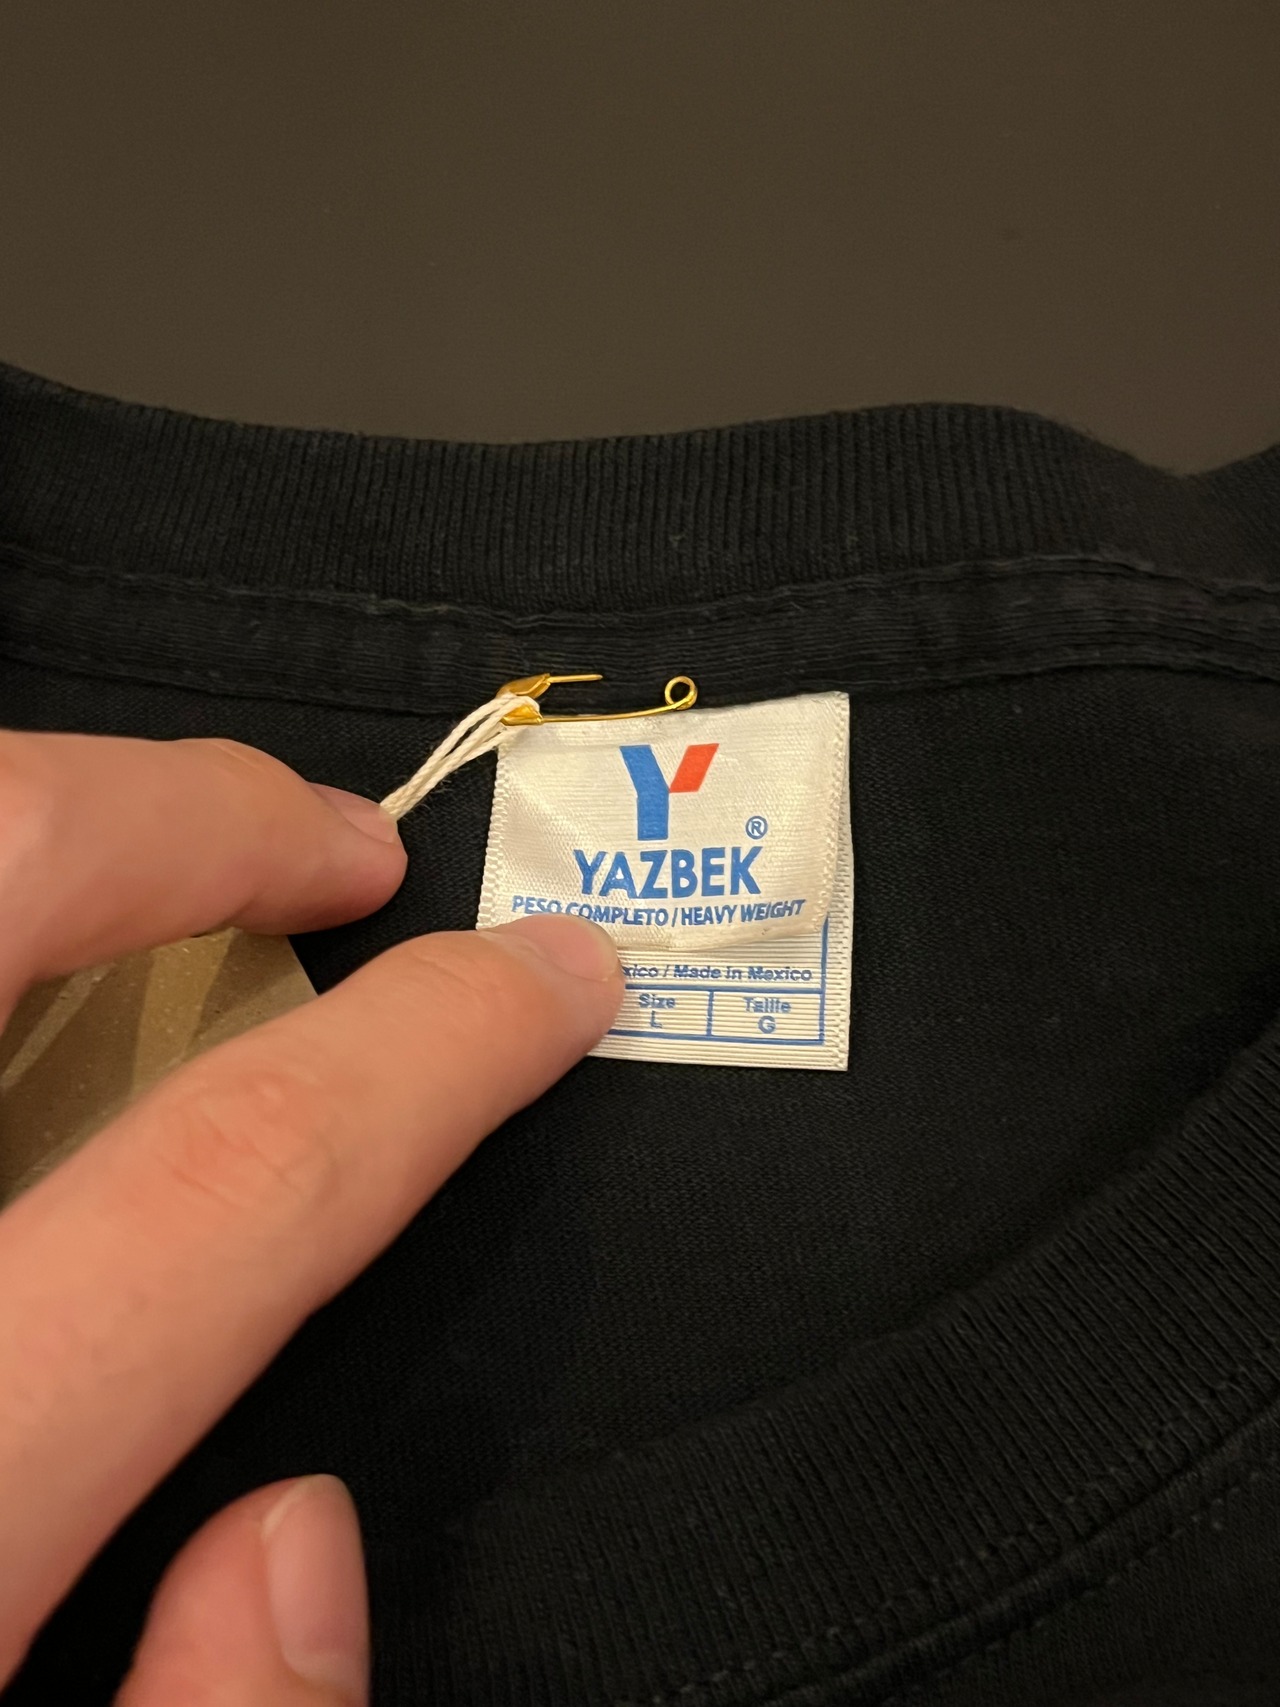 Y
®
YAZBEK
PESO COMPLETO / HEAVY WEIGHT
/ Made in Mexico
Size
L
Taille
G